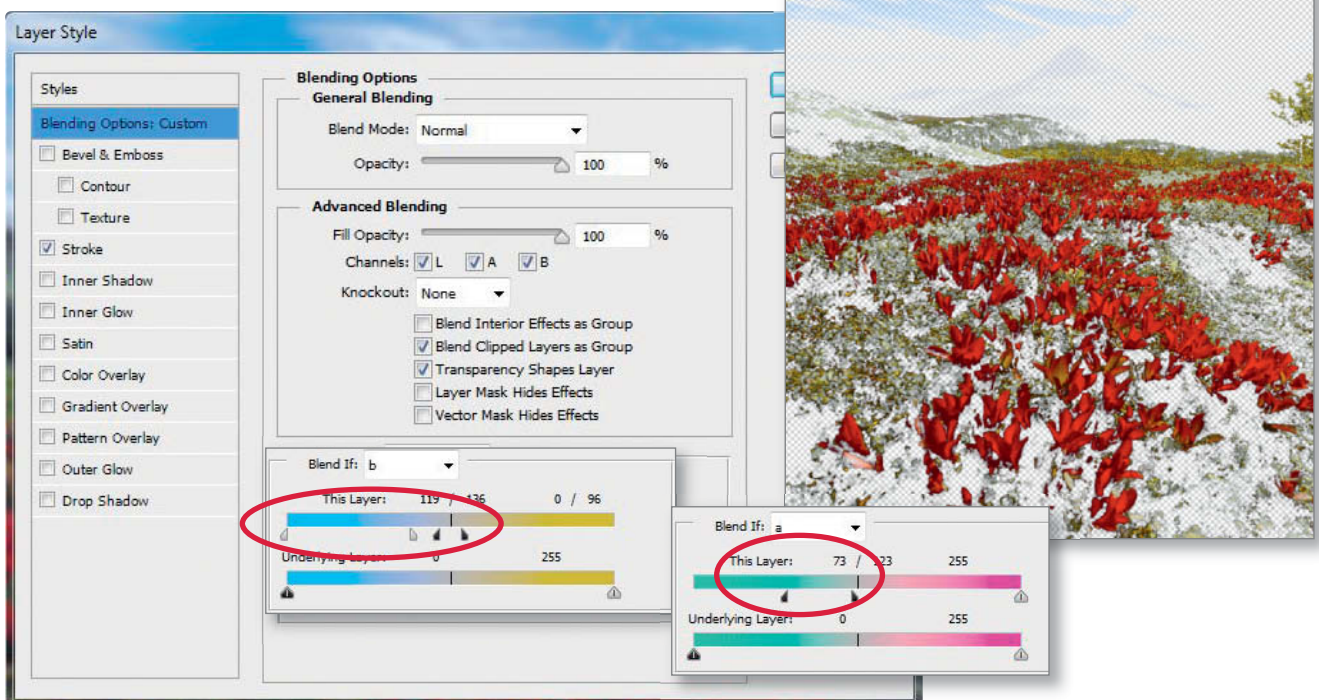 Layer Style
Styles
Blending Options: Custom
Bevel & Emboss
Contour
Texture
Stroke
Inner Shadow
Inner Glow
Satin
Color Overlay
Gradient Overlay
Pattern Overlay
Outer Glow
Drop Shadow
Blending Options
General Blending
Blend Mode: Normal
Opacity: 100 %
Advanced Blending
Fill Opacity: 100 %
Channels: L A B
Knockout: None
Blend Interior Effects as Group
Blend Clipped Layers as Group
Transparency Shapes Layer
Layer Mask Hides Effects
Vector Mask Hides Effects
Blend If: b
This Layer: 119 / 136 0 / 96
Underlying Layer: 0 255
Blend If: a
This Layer: 73 / 123 255
Underlying Layer: 0 255